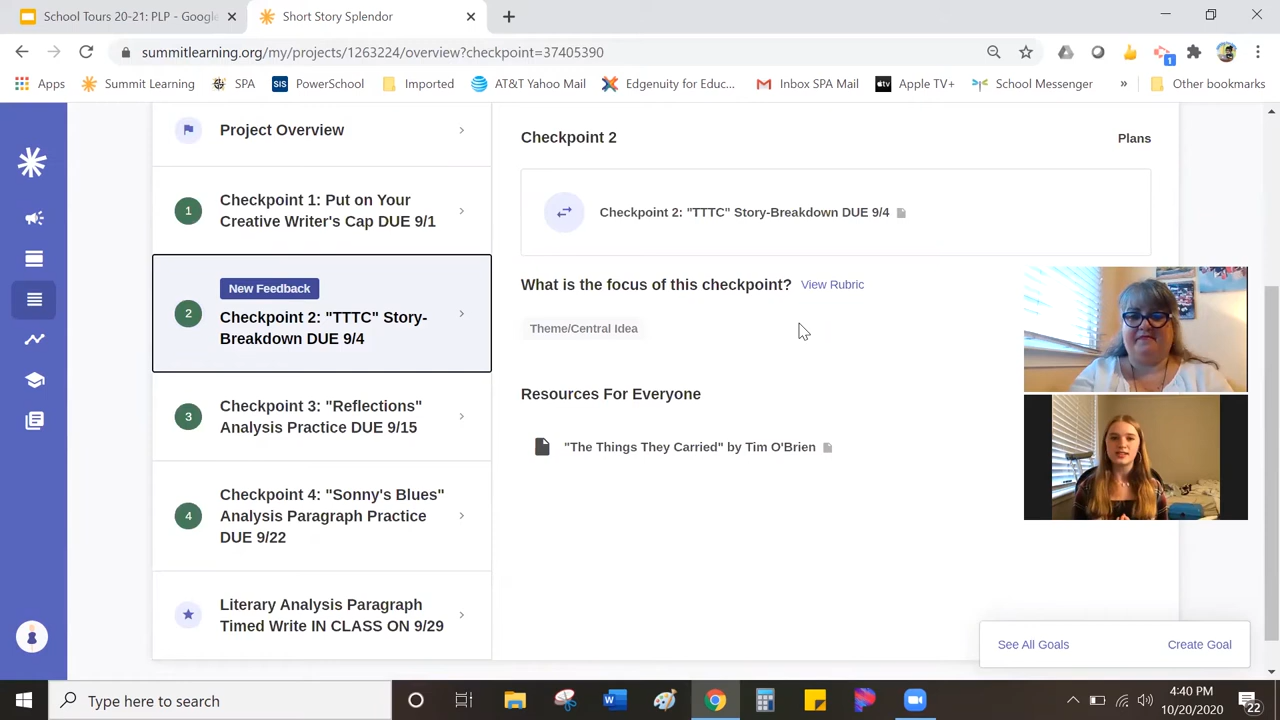 School Tours 20-21: PLP - Google
Short Story Splendor
summitlearning.org/my/projects/1263224/overview?checkpoint=37405390
1
Apps
Summit Learning
SPA
SIS
PowerSchool
Imported
AT&T Yahoo Mail
Edgenuity for Educ...
Inbox SPA Mail
tv
Apple TV+
School Messenger
»
Other bookmarks
Project Overview
1
Checkpoint 1: Put on Your
Creative Writer's Cap DUE 9/1
New Feedback
2
Checkpoint 2: "TTTC" Story-
Breakdown DUE 9/4
3
Checkpoint 3: "Reflections"
Analysis Practice DUE 9/15
4
Checkpoint 4: "Sonny's Blues"
Analysis Paragraph Practice
DUE 9/22
Literary Analysis Paragraph
Timed Write IN CLASS ON 9/29
Checkpoint 2
Plans
Checkpoint 2: "TTTC" Story-Breakdown DUE 9/4
What is the focus of this checkpoint?
View Rubric
Theme/Central Idea
Resources For Everyone
"The Things They Carried" by Tim O'Brien
See All Goals
Create Goal
Type here to search
4:40 PM
10/20/2020
22